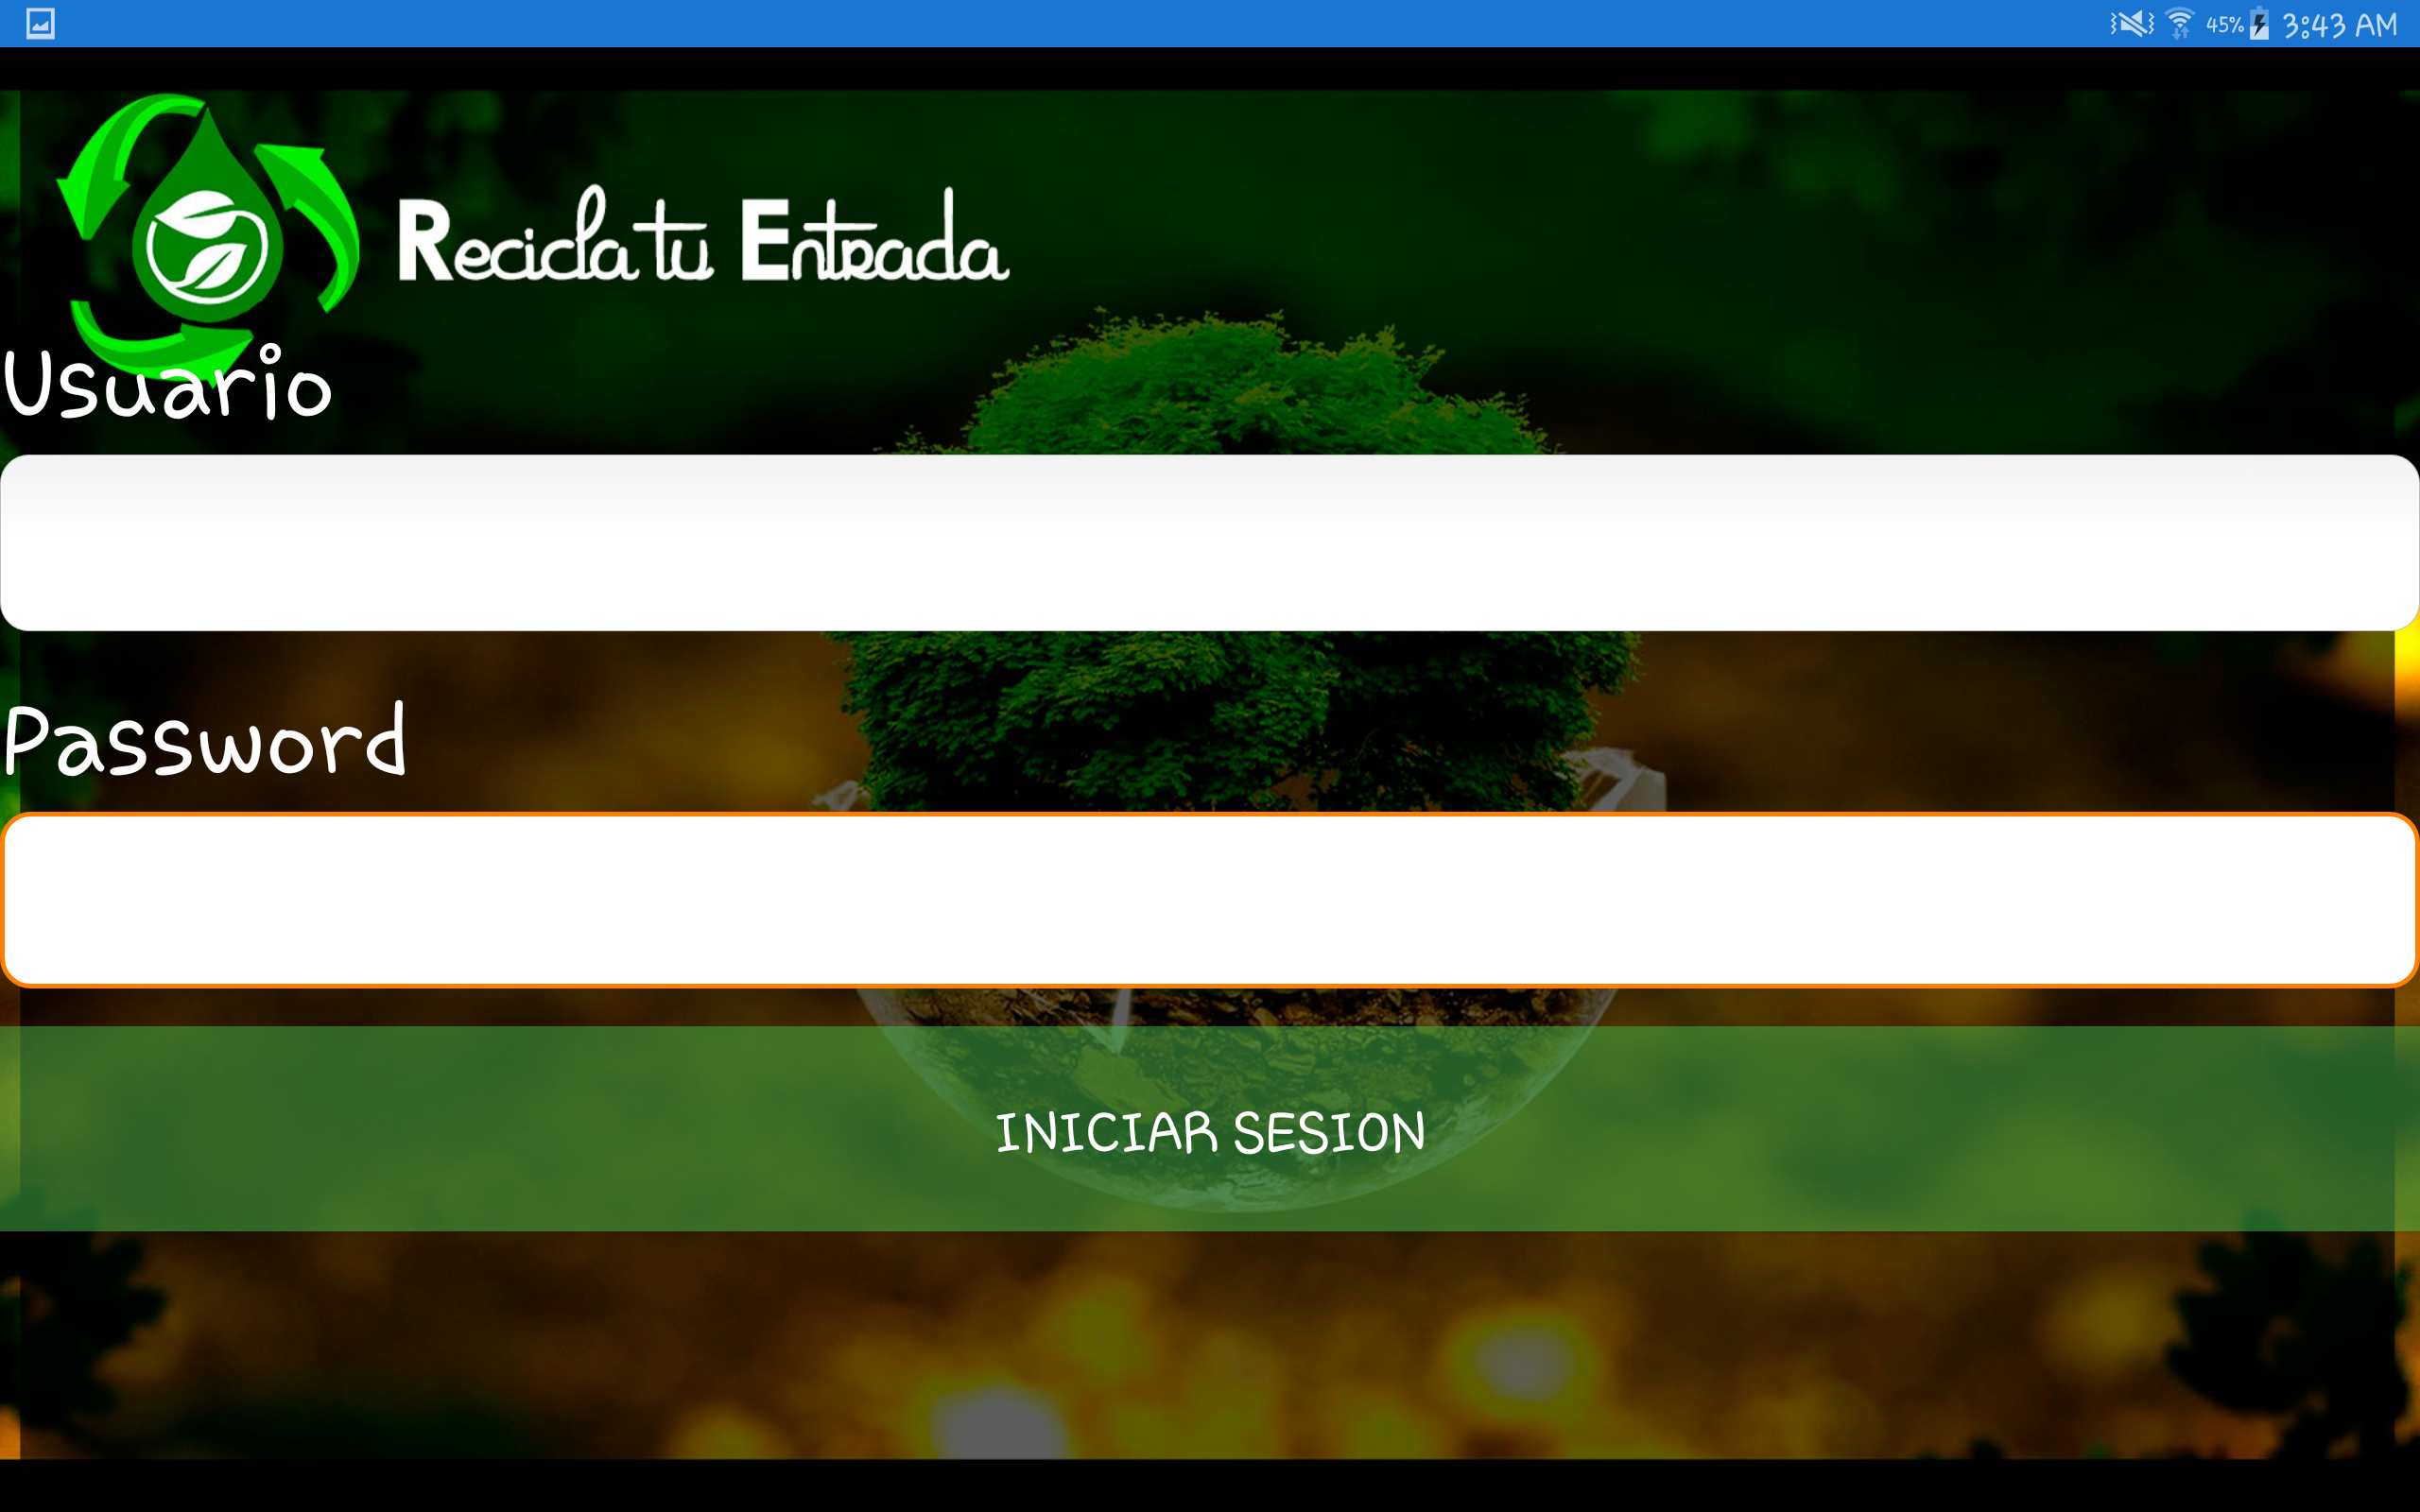 45% 3:43 AM
Recicla tu Entrada
Usuario
Password
INICIAR SESION